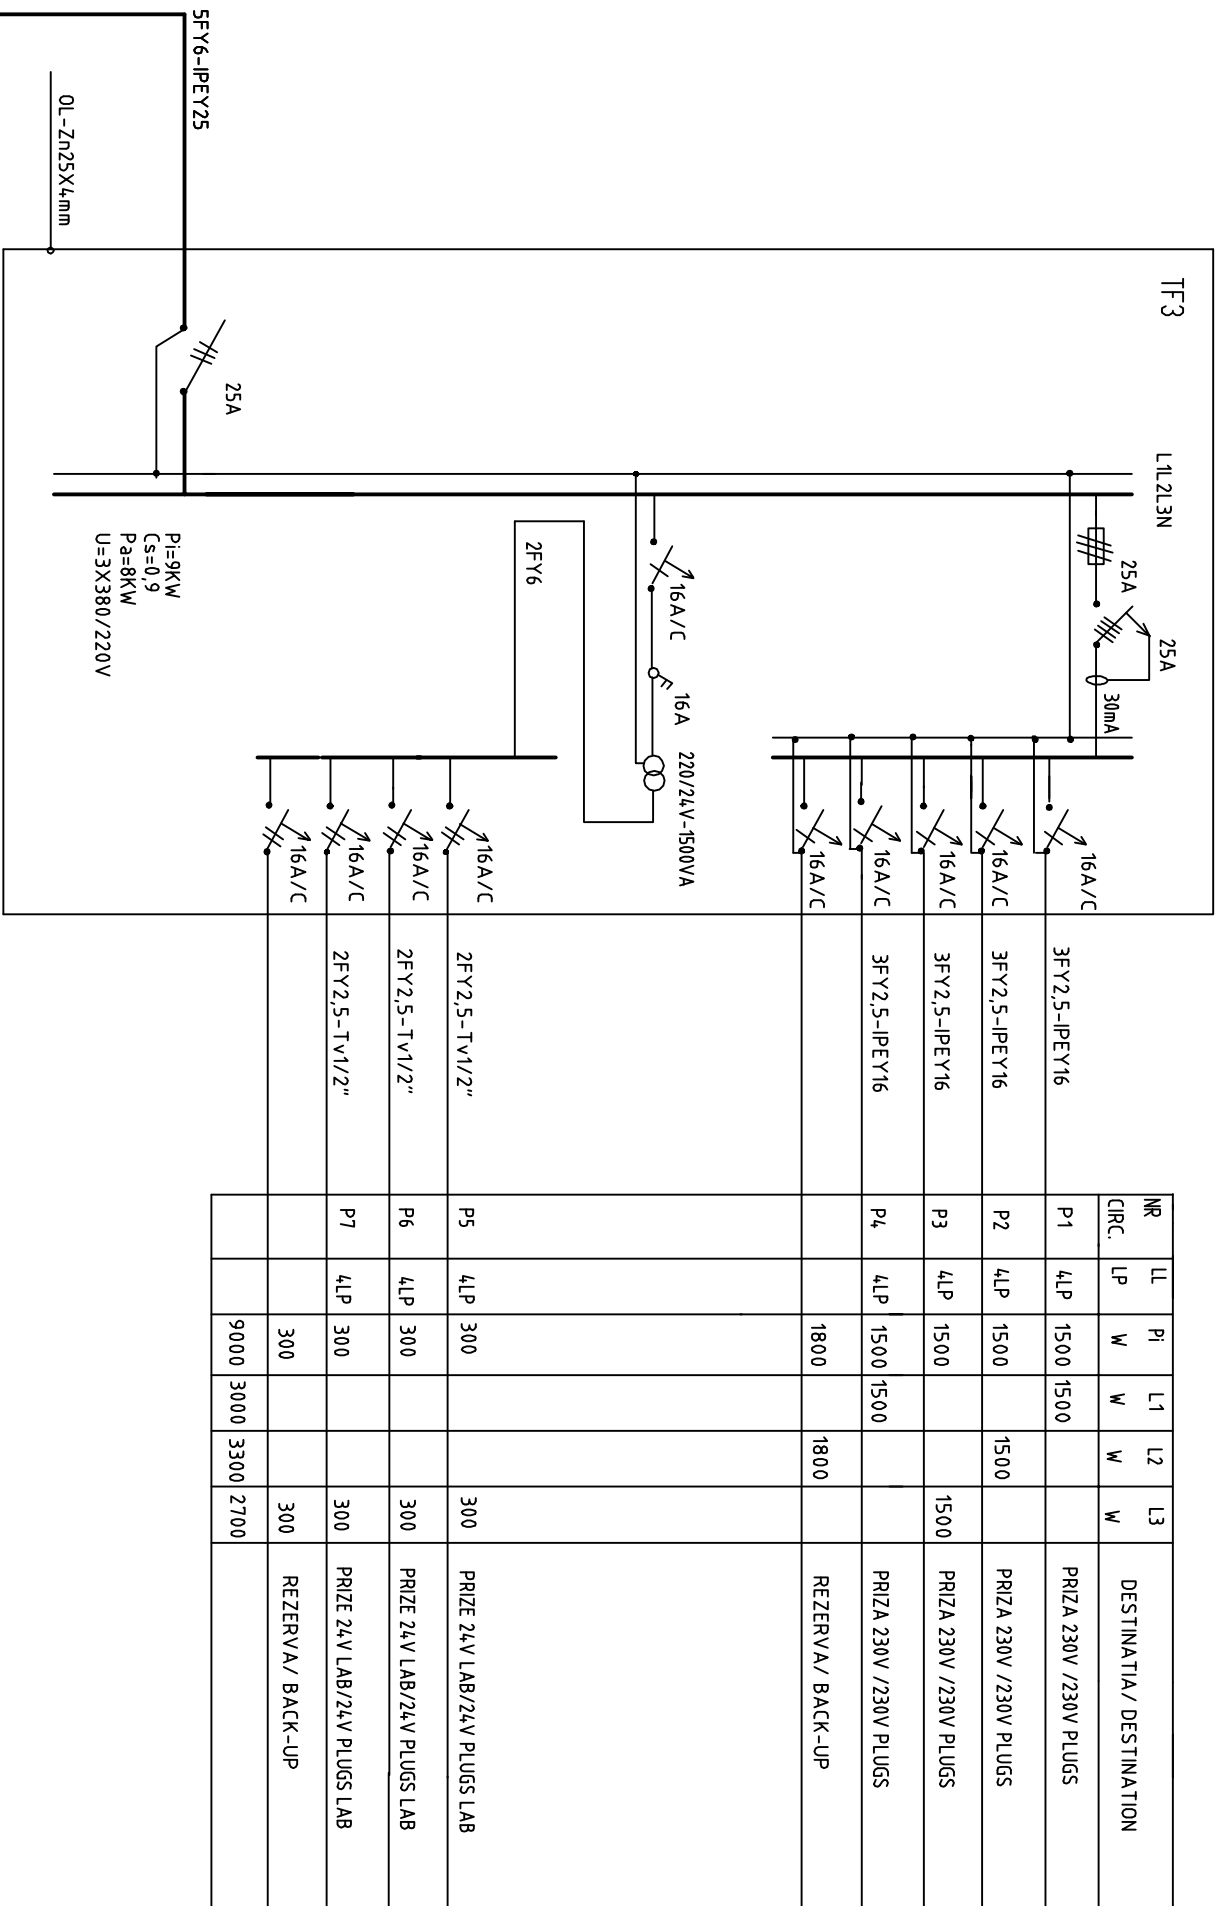 TF3
5FY6-IPEY25
OL-Zn25X4mm
25A
L1L2L3N
25A
25A
30mA
16A/C
16A
220/24V-1500VA
2FY6
Pi=9KW
Cs=0,9
Pa=8KW
U=3X380/220V
16A/C
16A/C
16A/C
16A/C
16A/C
16A/C
16A/C
16A/C
16A/C
3FY2,5-IPEY16
3FY2,5-IPEY16
3FY2,5-IPEY16
3FY2,5-IPEY16
2FY2,5-Tv1/2"
2FY2,5-Tv1/2"
2FY2,5-Tv1/2"
NR LL Pi L1 L2 L3 DESTINATIA/ DESTINATION
CIRC. LP W W W W
P1 4LP 1500 1500 PRIZA 230V /230V PLUGS
P2 4LP 1500 1500 PRIZA 230V /230V PLUGS
P3 4LP 1500 1500 PRIZA 230V /230V PLUGS
P4 4LP 1500 1500 PRIZA 230V /230V PLUGS
1800 1800 REZERVA/ BACK-UP
P5 4LP 300 300 PRIZE 24V LAB/24V PLUGS LAB
P6 4LP 300 300 PRIZE 24V LAB/24V PLUGS LAB
P7 4LP 300 300 PRIZE 24V LAB/24V PLUGS LAB
300 300 REZERVA/ BACK-UP
9000 3000 3300 2700